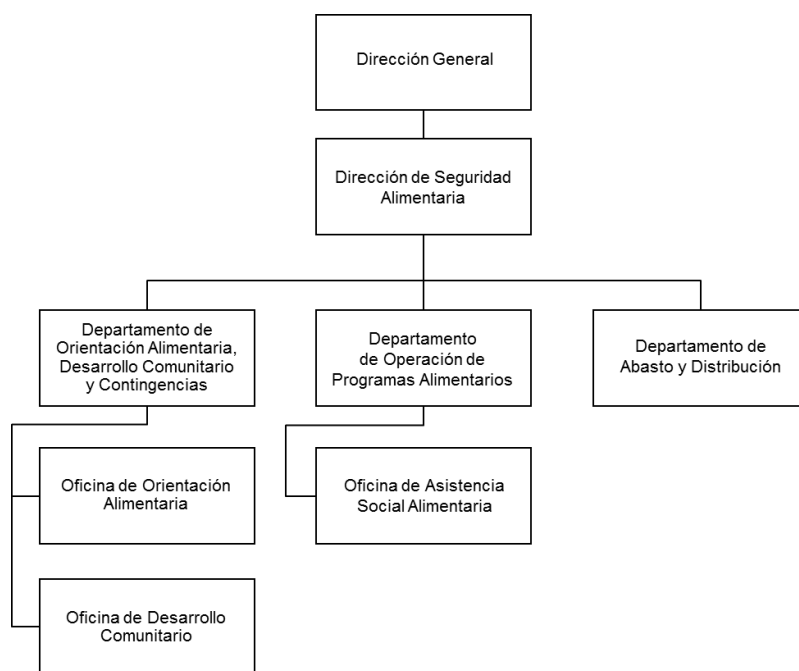 Dirección General
Dirección de Seguridad
Alimentaria
Departamento de
Orientación Alimentaria,
Desarrollo Comunitario
y Contingencias
Departamento
de Operación de
Programas Alimentarios
Departamento de
Abasto y Distribución
Oficina de Orientación
Alimentaria
Oficina de Asistencia
Social Alimentaria
Oficina de Desarrollo
Comunitario